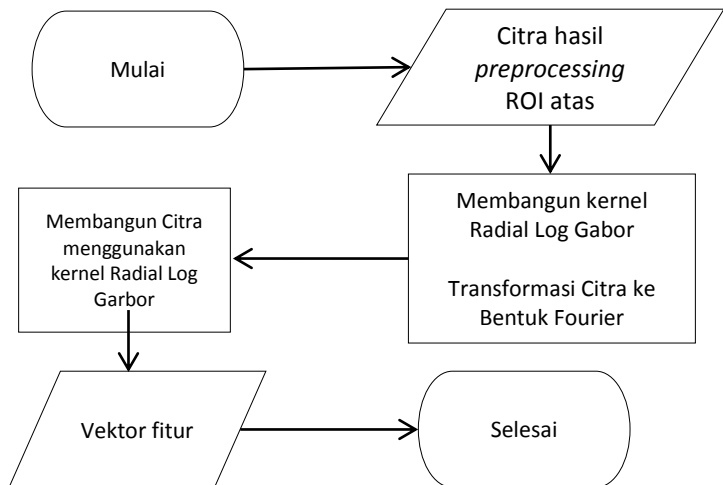 Mulai
Citra hasil
preprocessing
ROI atas
Membangun kernel
Radial Log Gabor
Transformasi Citra ke
Bentuk Fourier
Membangun Citra
menggunakan
kernel Radial Log
Garbor
Vektor fitur
Selesai